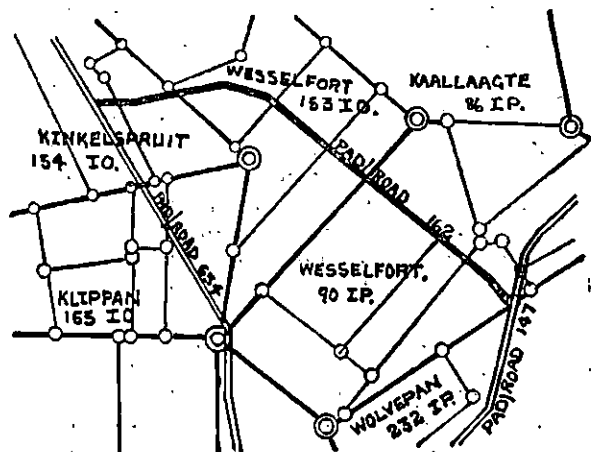 WESSELFORT
153 I.O.
KAALLAAGTE
86 I.P.
KINKELSPRUIT
154 I.O.
PAD/ROAD 162
PAD/ROAD 634
WESSELFORT.
90 I.P.
KLIPPAN
165 I.O
WOLVEPAN
232 I.P.
PAD/ROAD 147